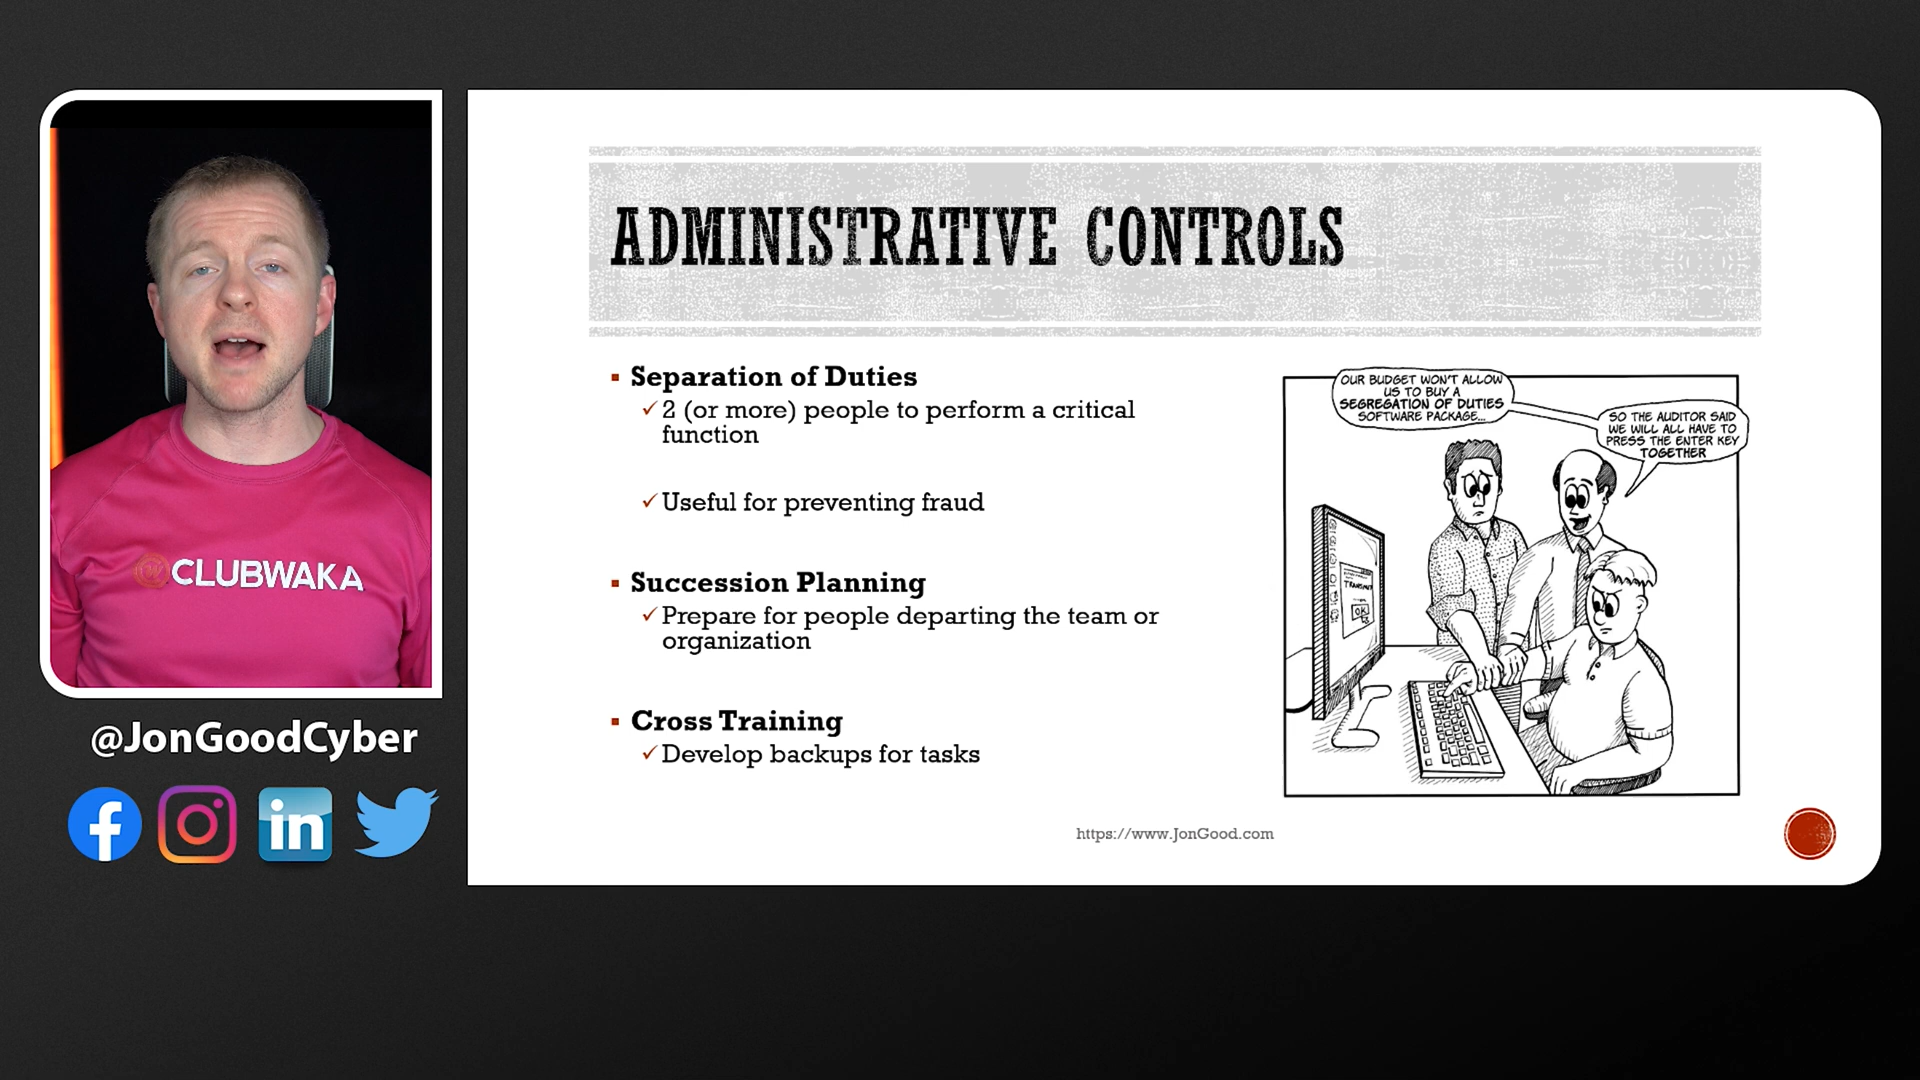 ADMINISTRATIVE CONTROLS
Separation of Duties
2 (or more) people to perform a critical
function
Useful for preventing fraud
Succession Planning
Prepare for people departing the team or
organization
Cross Training
Develop backups for tasks
OUR BUDGET WON'T ALLOW
US TO BUY A
SEGREGATION OF DUTIES
SOFTWARE PACKAGE...
SO THE AUDITOR SAID
WE WILL ALL HAVE TO
PRESS THE ENTER KEY
TOGETHER
OK
https://www.JonGood.com
CLUBWAKA
@JonGoodCyber
f
in